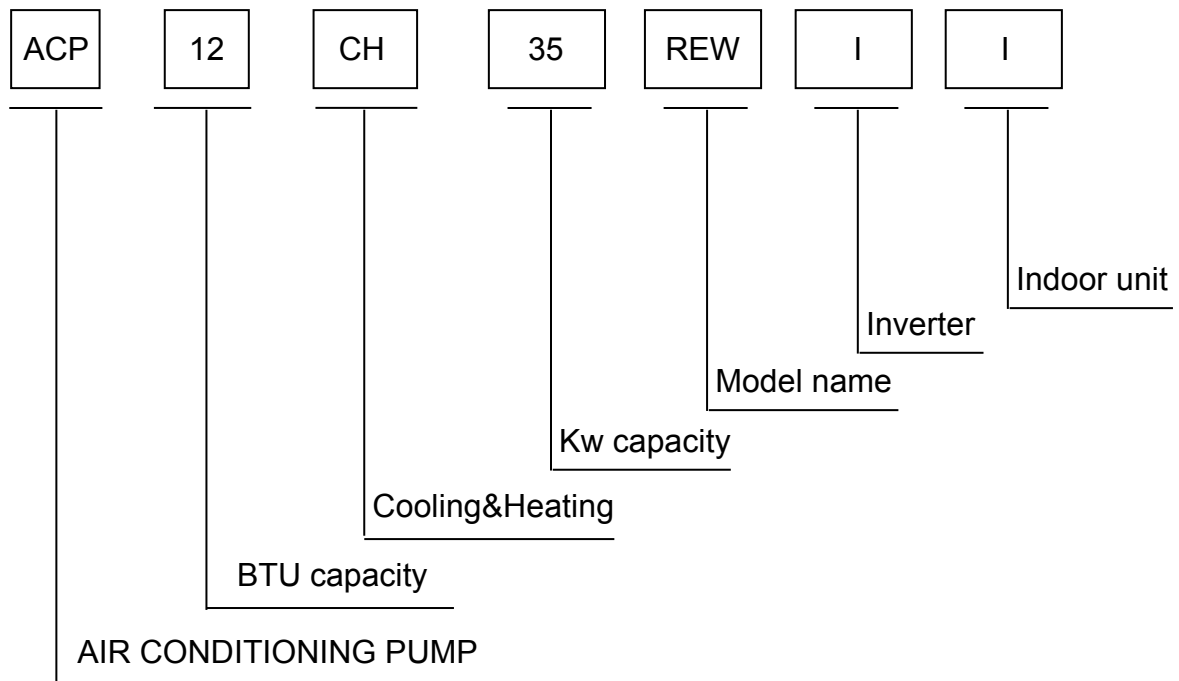 ACP 12 CH 35 REW I I
Indoor unit
Inverter
Model name
Kw capacity
Cooling&Heating
BTU capacity
AIR CONDITIONING PUMP